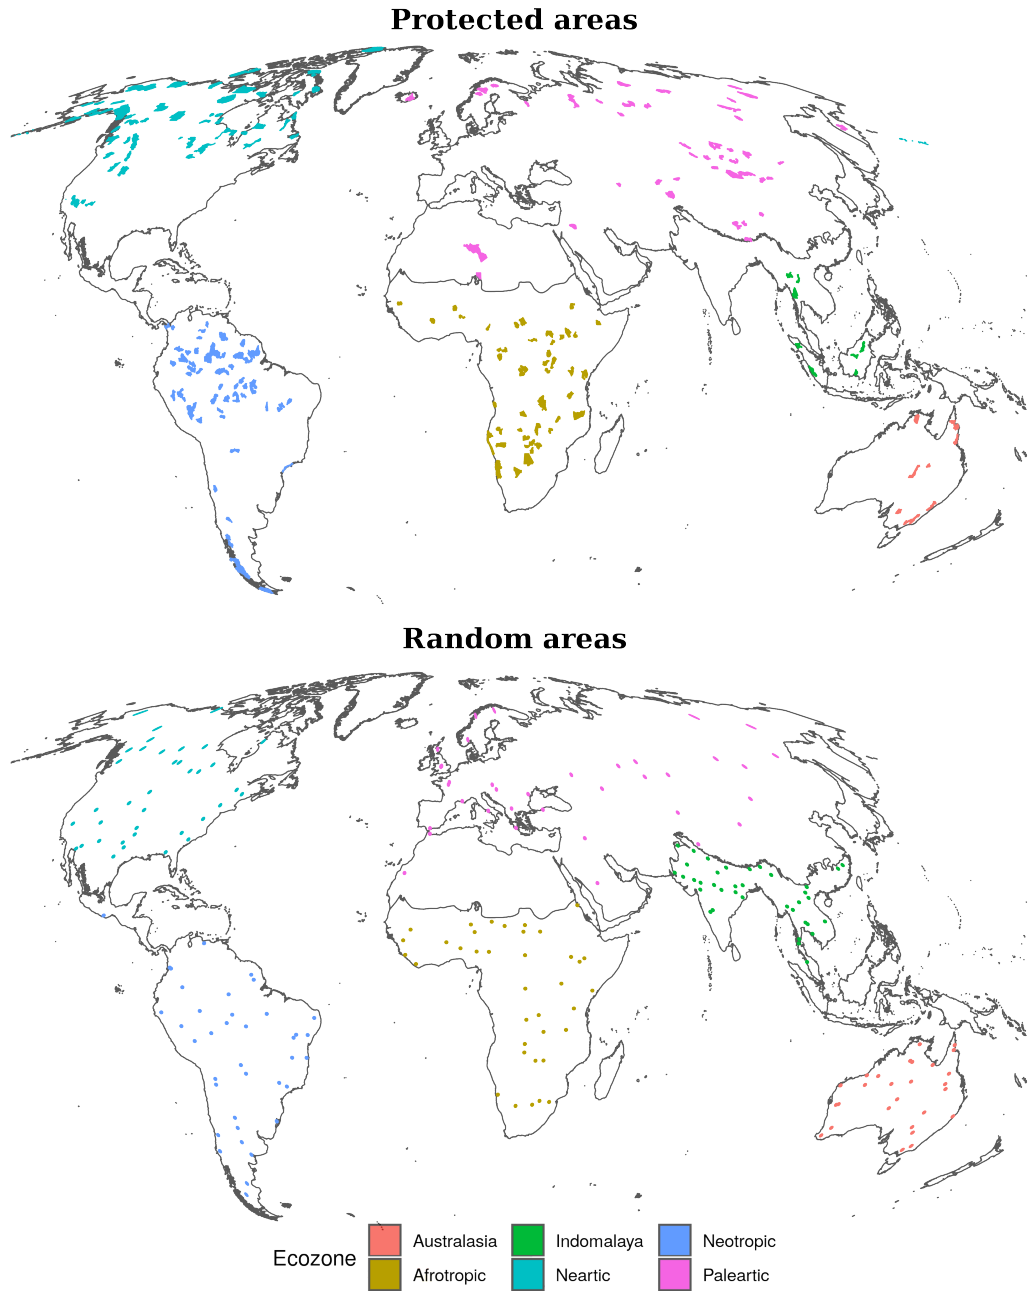 Protected areas
Random areas
Ecozone
Australasia
Indomalaya
Neotropic
Afrotropic
Neartic
Paleartic